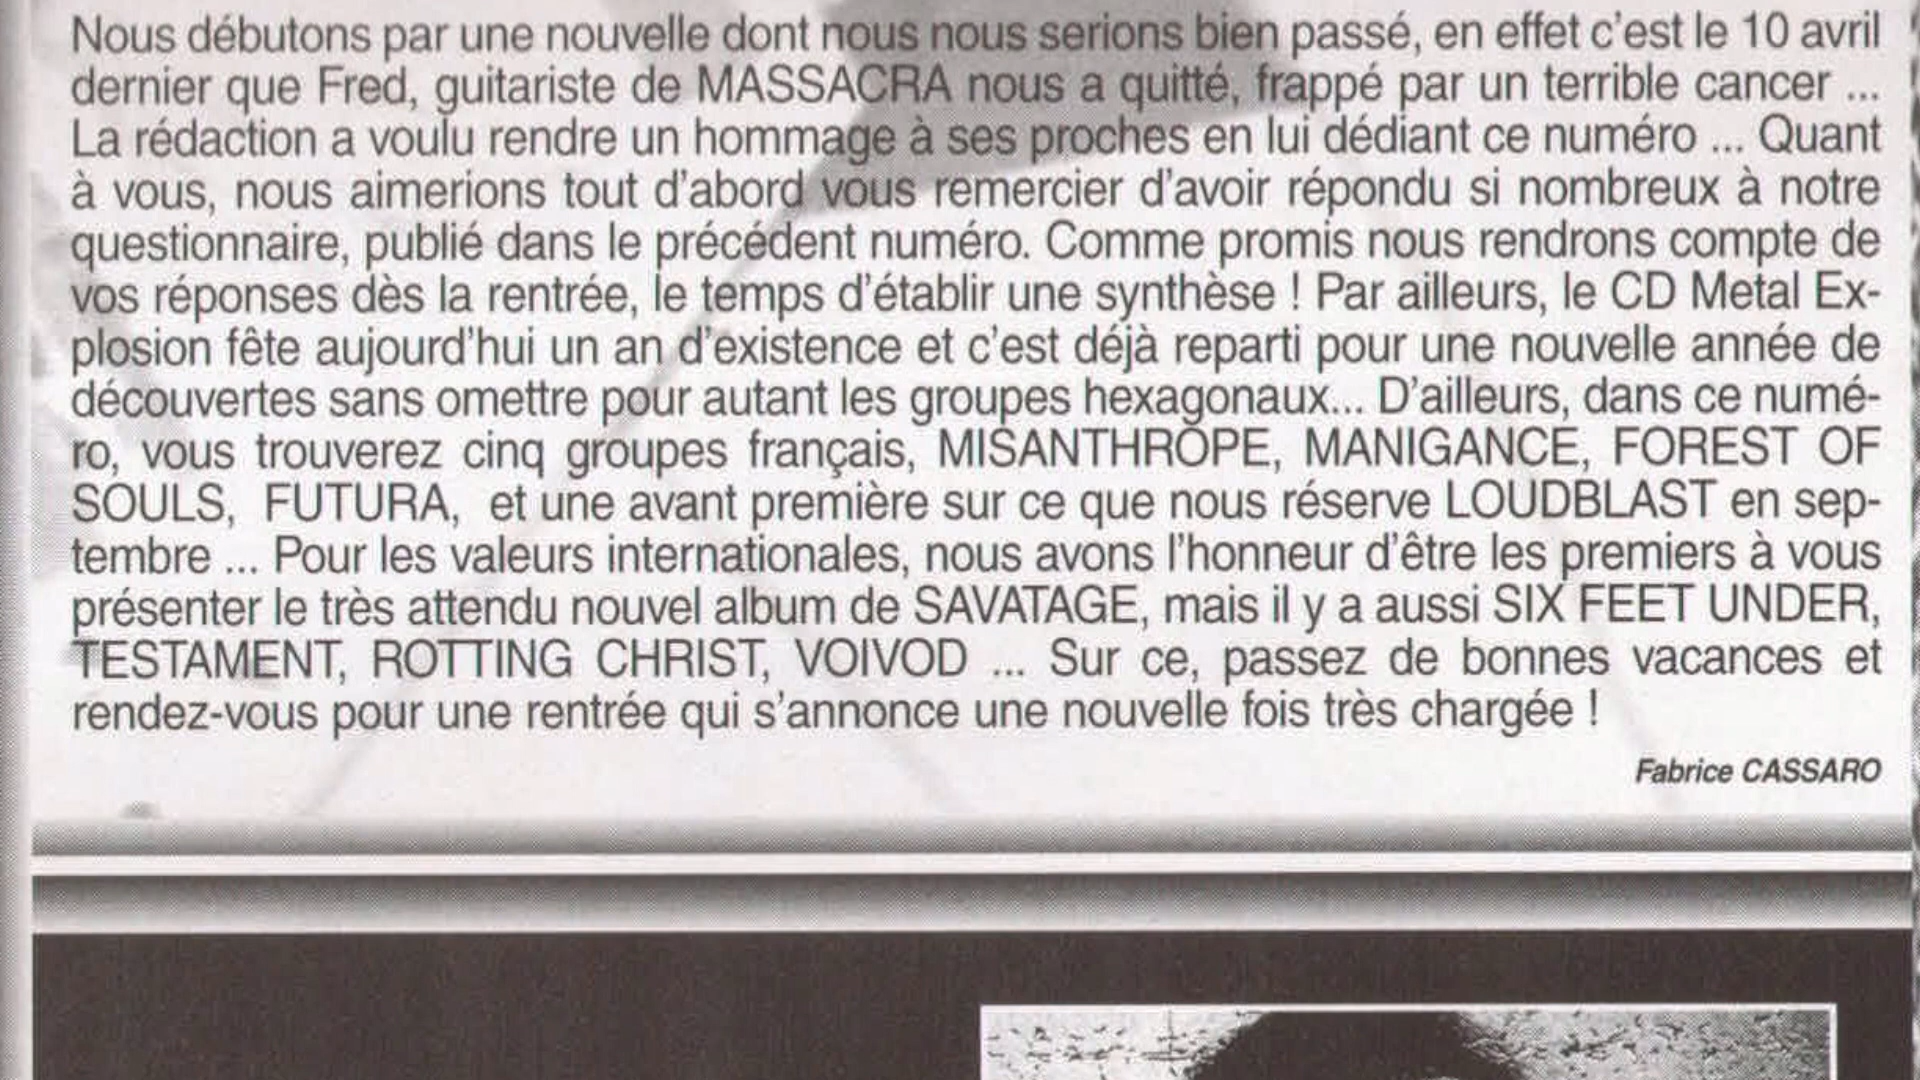 Nous débutons par une nouvelle dont nous nous serions bien passé, en effet c'est le 10 avril
dernier que Fred, guitariste de MASSACRA nous a quitté, frappé par un terrible cancer ...
La rédaction a voulu rendre un hommage à ses proches en lui dédiant ce numéro ... Quant
à vous, nous aimerions tout d'abord vous remercier d'avoir répondu si nombreux à notre
questionnaire, publié dans le précédent numéro. Comme promis nous rendrons compte de
vos réponses dès la rentrée, le temps d'établir une synthèse ! Par ailleurs, le CD Metal Ex-
plosion fête aujourd'hui un an d'existence et c'est déjà reparti pour une nouvelle année de
découvertes sans omettre pour autant les groupes hexagonaux... D'ailleurs, dans ce numé-
ro, vous trouverez cinq groupes français, MISANTHROPE, MANIGANCE, FOREST OF
SOULS, FUTURA, et une avant première sur ce que nous réserve LOUDBLAST en sep-
tembre ... Pour les valeurs internationales, nous avons l'honneur d'être les premiers à vous
présenter le très attendu nouvel album de SAVATAGE, mais il y a aussi SIX FEET UNDER,
TESTAMENT, ROTTING CHRIST, VOIVOD ... Sur ce, passez de bonnes vacances et
rendez-vous pour une rentrée qui s'annonce une nouvelle fois très chargée !
Fabrice CASSARO